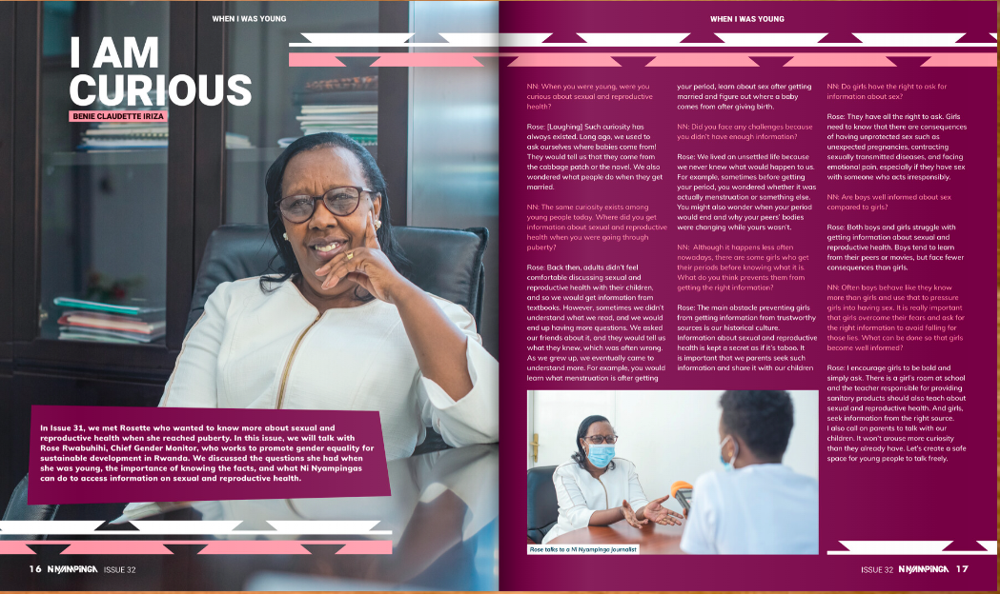 WHEN I WAS YOUNG
I AM
CURIOUS
BENIE CLAUDETTE IRIZA
In Issue 31, we met Rosette who wanted to know more about sexual and
reproductive health when she reached puberty. In this issue, we will talk with
Rose Rwabuhihi, Chief Gender Monitor, who works to promote gender equality for
sustainable development in Rwanda. We discussed the questions she had when
she was young, the importance of knowing the facts, and what Ni Nyampingas
can do to access information on sexual and reproductive health.
16 NI NYAMPINGA ISSUE 32
WHEN I WAS YOUNG
NN: When you were young, were you
curious about sexual and reproductive
health?
Rose: [Laughing] Such curiosity has
always existed. Long ago, we used to
ask ourselves where babies come from!
They would tell us that they come from
the cabbage patch or the navel. We also
wondered what people do when they get
married.
NN: The same curiosity exists among
young people today. Where did you get
information about sexual and reproductive
health when you were going through
puberty?
Rose: Back then, adults didn't feel
comfortable discussing sexual and
reproductive health with their children,
and so we would get information from
textbooks. However, sometimes we didn't
understand what we read, and we would
end up having more questions. We asked
our friends about it, and they would tell us
what they knew, which was often wrong.
As we grew up, we eventually came to
understand more. For example, you would
learn what menstruation is after getting
your period, learn about sex after getting
married and figure out where a baby
comes from after giving birth.
NN: Did you face any challenges because
you didn't have enough information?
Rose: We lived an unsettled life because
we never knew what would happen to us.
For example, sometimes before getting
your period, you wondered whether it was
actually menstruation or something else.
You might also wonder when your period
would end and why your peers' bodies
were changing while yours wasn't.
NN: Although it happens less often
nowadays, there are some girls who get
their periods before knowing what it is.
What do you think prevents them from
getting the right information?
Rose: The main obstacle preventing girls
from getting information from trustworthy
sources is our historical culture.
Information about sexual and reproductive
health is kept a secret as if it's taboo. It
is important that we parents seek such
information and share it with our children
Rose talks to a Ni Nyampinga journalist
NN: Do girls have the right to ask for
information about sex?
Rose: They have all the right to ask. Girls
need to know that there are consequences
of having unprotected sex such as
unexpected pregnancies, contracting
sexually transmitted diseases, and facing
emotional pain, especially if they have sex
with someone who acts irresponsibly.
NN: Are boys well informed about sex
compared to girls?
Rose: Both boys and girls struggle with
getting information about sexual and
reproductive health. Boys tend to learn
from their peers or movies, but face fewer
consequences than girls.
NN: Often boys behave like they know
more than girls and use that to pressure
girls into having sex. It is really important
that girls overcome their fears and ask for
the right information to avoid falling for
those lies. What can be done so that girls
become well informed?
Rose: I encourage girls to be bold and
simply ask. There is a girl's room at school
and the teacher responsible for providing
sanitary products should also teach about
sexual and reproductive health. And girls,
seek information from the right source.
I also call on parents to talk with our
children. It won't arouse more curiosity
than they already have. Let's create a safe
space for young people to talk freely.
ISSUE 32 NI NYAMPINGA 17